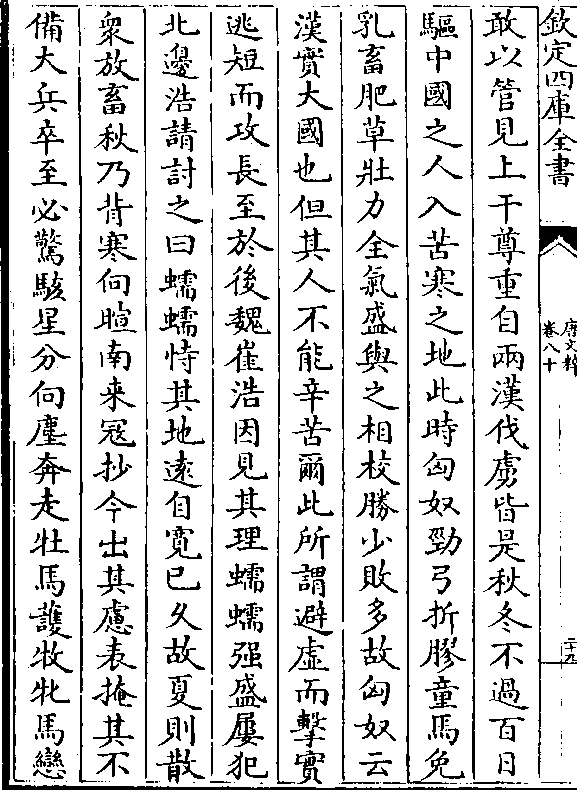 欽定四庫全書
唐文粹
卷八十
二十九
敢以管見上干尊重自兩漢伐虜皆是秋冬不過百日
驅中國之人入苦寒之地此時匈奴勁弓折膠童馬免
乳畜肥草壯力全氣盛與之相校勝少敗多故匈奴云
漢實大國也但其人不能辛苦爾此所謂避虛而擊實
逃短而攻長至於後魏崔浩因見其理蠕蠕强盛屢犯
北邊浩請討之曰蠕蠕恃其地遠自寛已乆故夏則散
衆放畜秋乃背寒向暄南来冦抄今出其慮表掩其不
備大兵卒至必驚駭星分向塵奔走牡馬護牧牝馬戀